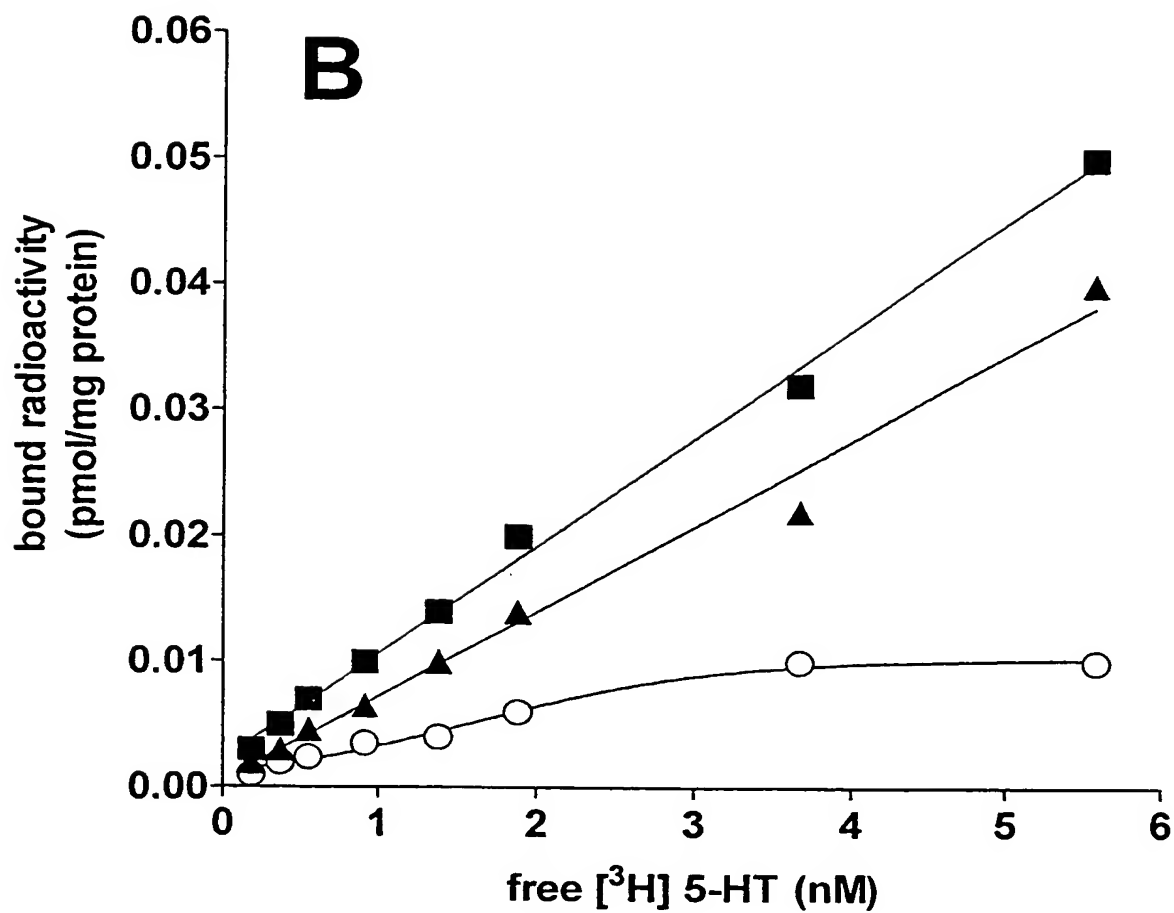 B
0.06
0.05
0.04
0.03
0.02
0.01
0.00
bound radioactivity
(pmol/mg protein)
0 1 2 3 4 5 6
free [³H] 5-HT (nM)